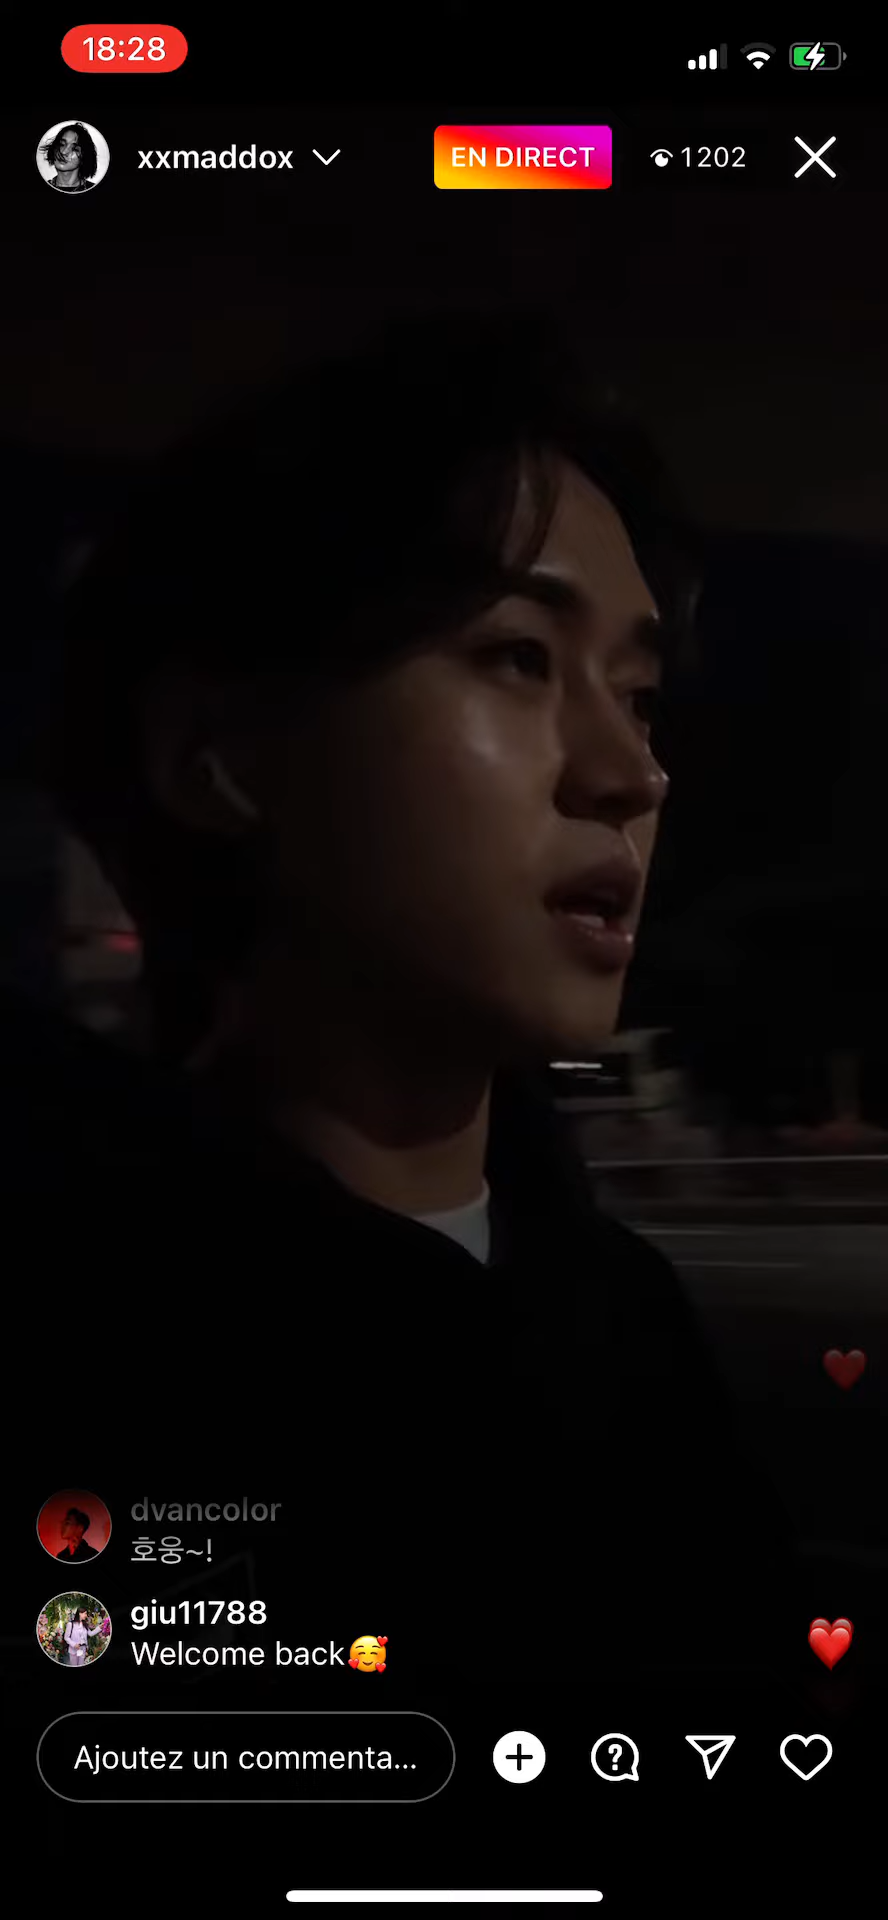 18:28
xxmaddox
EN DIRECT
1202
dvancolor
호웅~!
giu11788
Welcome back🥰
Ajoutez un commenta...